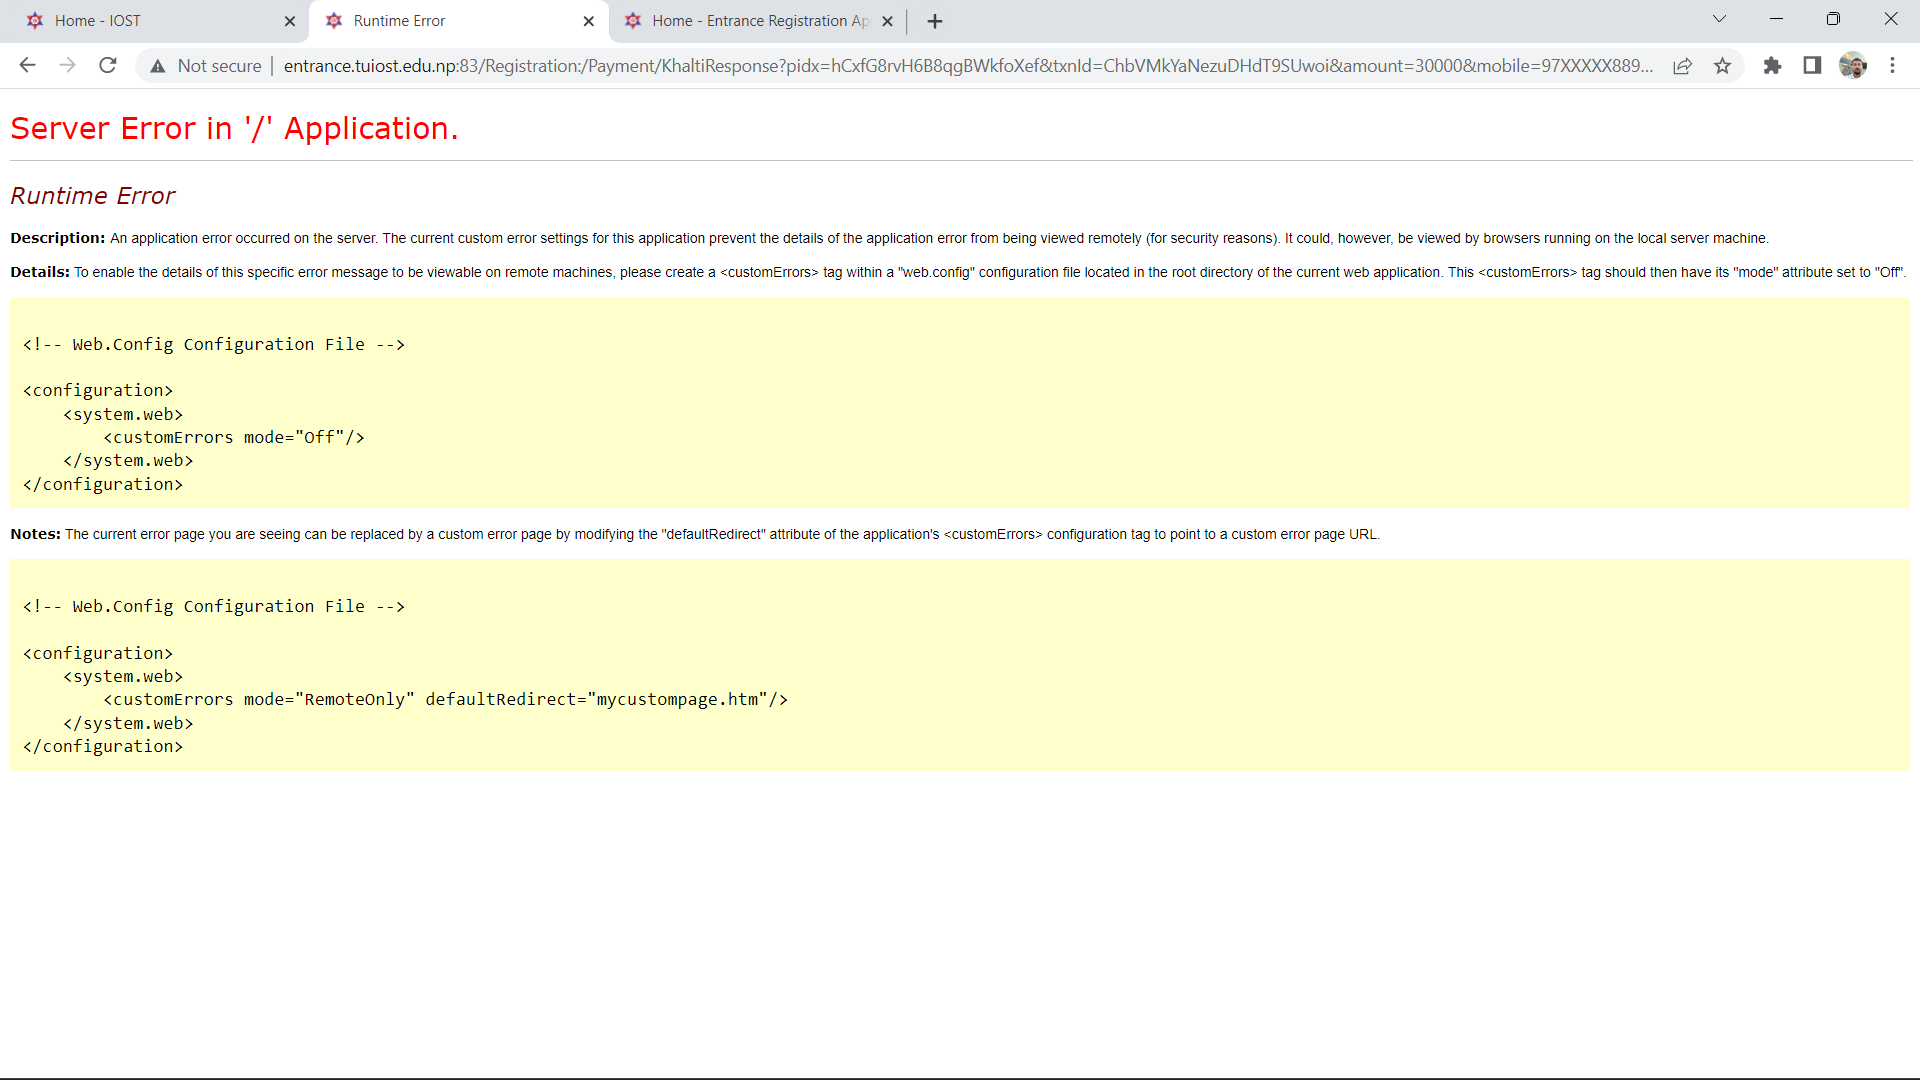 Home - IOST
Runtime Error
Home - Entrance Registration Ap
Not secure
entrance.tuiost.edu.np:83/Registration:/Payment/KhaltiResponse?pidx=hCxfG8rvH6B8qgBWkfoXef&txnId=ChbVMkYaNezuDHdT9SUwoi&amount=30000&mobile=97XXXXX889...
Server Error in '/' Application.
Runtime Error
Description: An application error occurred on the server. The current custom error settings for this application prevent the details of the application error from being viewed remotely (for security reasons). It could, however, be viewed by browsers running on the local server machine.
Details: To enable the details of this specific error message to be viewable on remote machines, please create a <customErrors> tag within a "web.config" configuration file located in the root directory of the current web application. This <customErrors> tag should then have its "mode" attribute set to "Off".
<!-- Web.Config Configuration File -->
<configuration>
    <system.web>
        <customErrors mode="Off"/>
    </system.web>
</configuration>
Notes: The current error page you are seeing can be replaced by a custom error page by modifying the "defaultRedirect" attribute of the application's <customErrors> configuration tag to point to a custom error page URL.
<!-- Web.Config Configuration File -->
<configuration>
    <system.web>
        <customErrors mode="RemoteOnly" defaultRedirect="mycustompage.htm"/>
    </system.web>
</configuration>